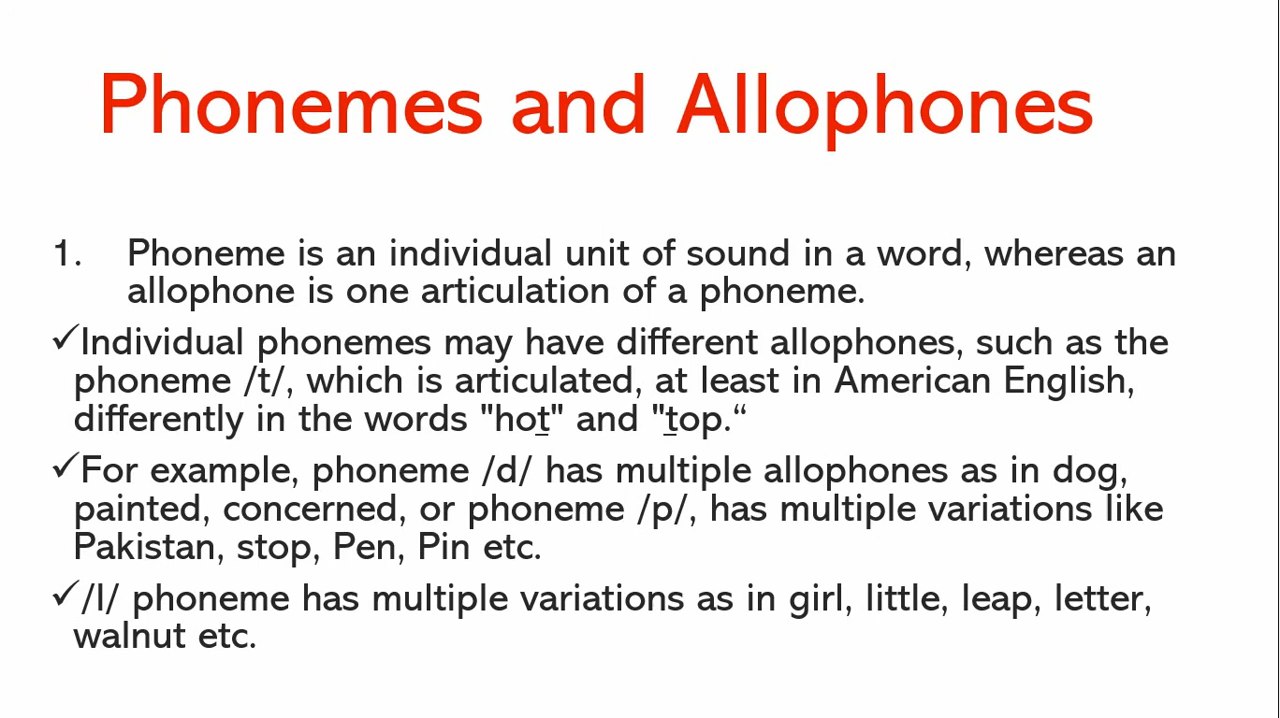 Phonemes and Allophones
1. Phoneme is an individual unit of sound in a word, whereas an
allophone is one articulation of a phoneme.
✓Individual phonemes may have different allophones, such as the
phoneme /t/, which is articulated, at least in American English,
differently in the words "hot" and "top.“
✓For example, phoneme /d/ has multiple allophones as in dog,
painted, concerned, or phoneme /p/, has multiple variations like
Pakistan, stop, Pen, Pin etc.
✓/l/ phoneme has multiple variations as in girl, little, leap, letter,
walnut etc.